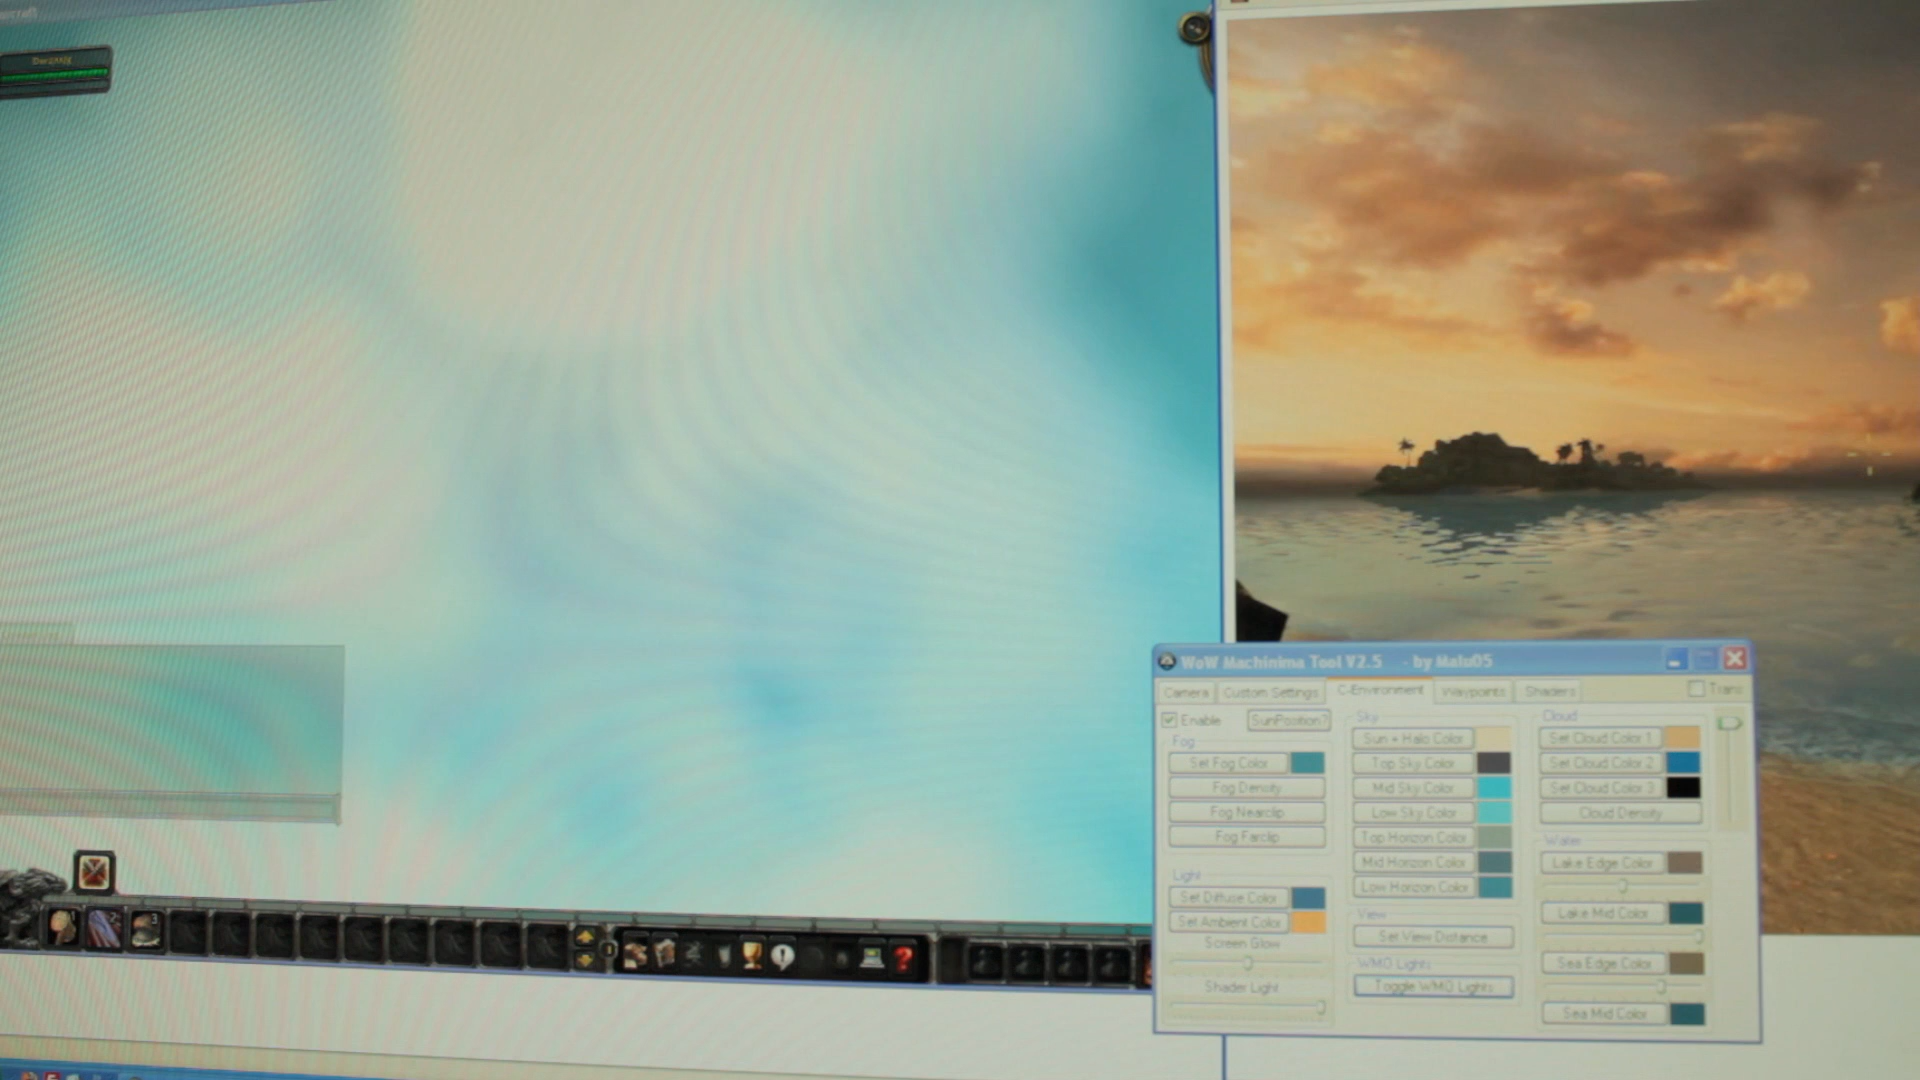 WoW Machinima Tool V2.5 - by Malu05
Camera
Custom Settings
C-Environment
Waypoints
Shaders
Trans
Enable
SunPosition?
Fog
Set Fog Color
Fog Density
Fog Nearclip
Fog Farclip
Light
Set Diffuse Color
Set Ambient Color
Screen Glow
Shader Light
Sky
Sun + Halo Color
Top Sky Color
Mid Sky Color
Low Sky Color
Top Horizon Color
Mid Horizon Color
Low Horizon Color
View
Set View Distance
WMO Lights
Toggle WMO Lights
Cloud
Set Cloud Color 1
Set Cloud Color 2
Set Cloud Color 3
Cloud Density
Water
Lake Edge Color
Lake Mid Color
Sea Edge Color
Sea Mid Color